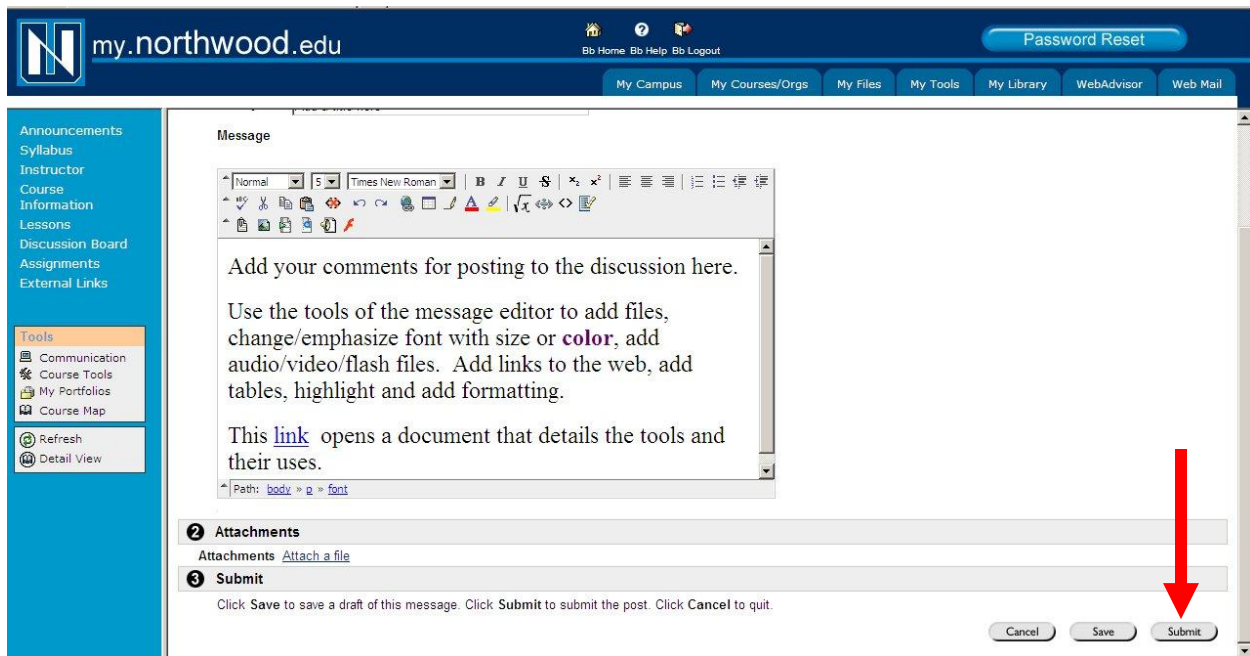 my.northwood.edu
Bb Home Bb Help Bb Logout
Password Reset
My Campus My Courses/Orgs My Files My Tools My Library WebAdvisor Web Mail
Announcements
Syllabus
Instructor
Course
Information
Lessons
Discussion Board
Assignments
External Links
Tools
Communication
Course Tools
My Portfolios
Course Map
Refresh
Detail View
Message
Normal 5 Times New Roman B I U S
Add your comments for posting to the discussion here.
Use the tools of the message editor to add files,
change/emphasize font with size or color, add
audio/video/flash files. Add links to the web, add
tables, highlight and add formatting.
This link opens a document that details the tools and
their uses.
Path: body » p » font
2 Attachments
Attachments Attach a file
3 Submit
Click Save to save a draft of this message. Click Submit to submit the post. Click Cancel to quit.
Cancel Save Submit